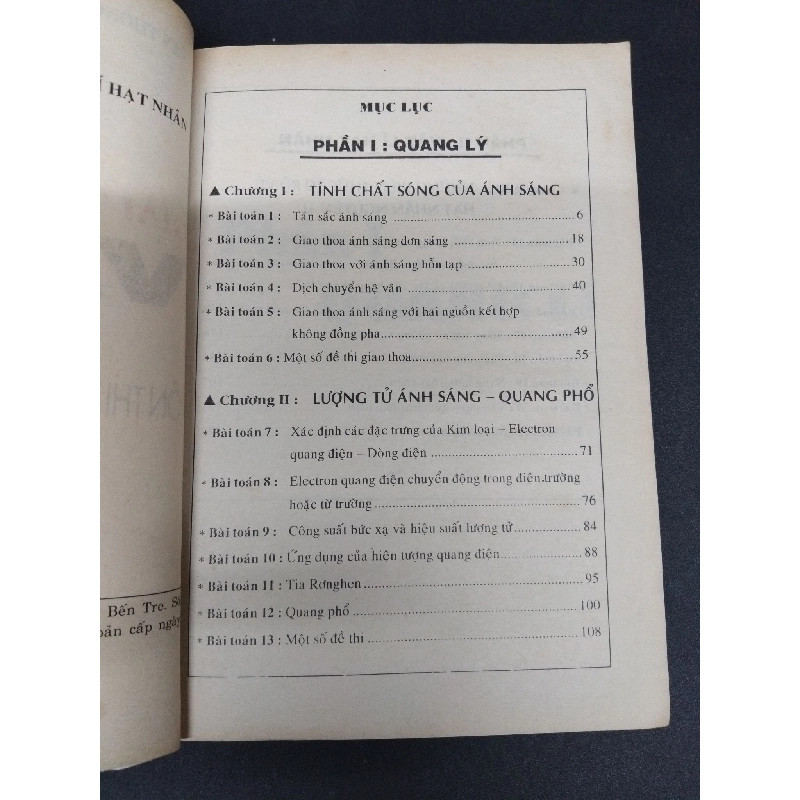 HẠT NHÂN
MỤC LỤC
PHẦN I : QUANG LÝ
▲ Chương I : TÍNH CHẤT SÓNG CỦA ÁNH SÁNG
* Bài toán 1 : Tán sắc ánh sáng ........ 6
* Bài toán 2 : Giao thoa ánh sáng đơn sáng ........ 18
* Bài toán 3 : Giao thoa với ánh sáng hỗn tạp ........ 30
* Bài toán 4 : Dịch chuyển hệ vân ........ 40
* Bài toán 5 : Giao thoa ánh sáng với hai nguồn kết hợp
không đồng pha ........ 49
* Bài toán 6 : Một số đề thi giao thoa ........ 55
▲ Chương II : LƯỢNG TỬ ÁNH SÁNG – QUANG PHỔ
* Bài toán 7 : Xác định các đặc trưng của Kim loại – Electron
quang điện – Dòng điện ........ 71
* Bài toán 8 : Electron quang điện chuyển động trong điện.trường
hoặc từ trường ........ 76
* Bài toán 9 : Công suất bức xạ và hiệu suất lượng tử ........ 84
* Bài toán 10 : Ứng dụng của hiện tượng quang điện ........ 88
* Bài toán 11 : Tia Rơnghen ........ 95
* Bài toán 12 : Quang phổ ........ 100
* Bài toán 13 : Một số đề thi ........ 108
ÔN THI
Bến Tre. Số
bản cấp ngày